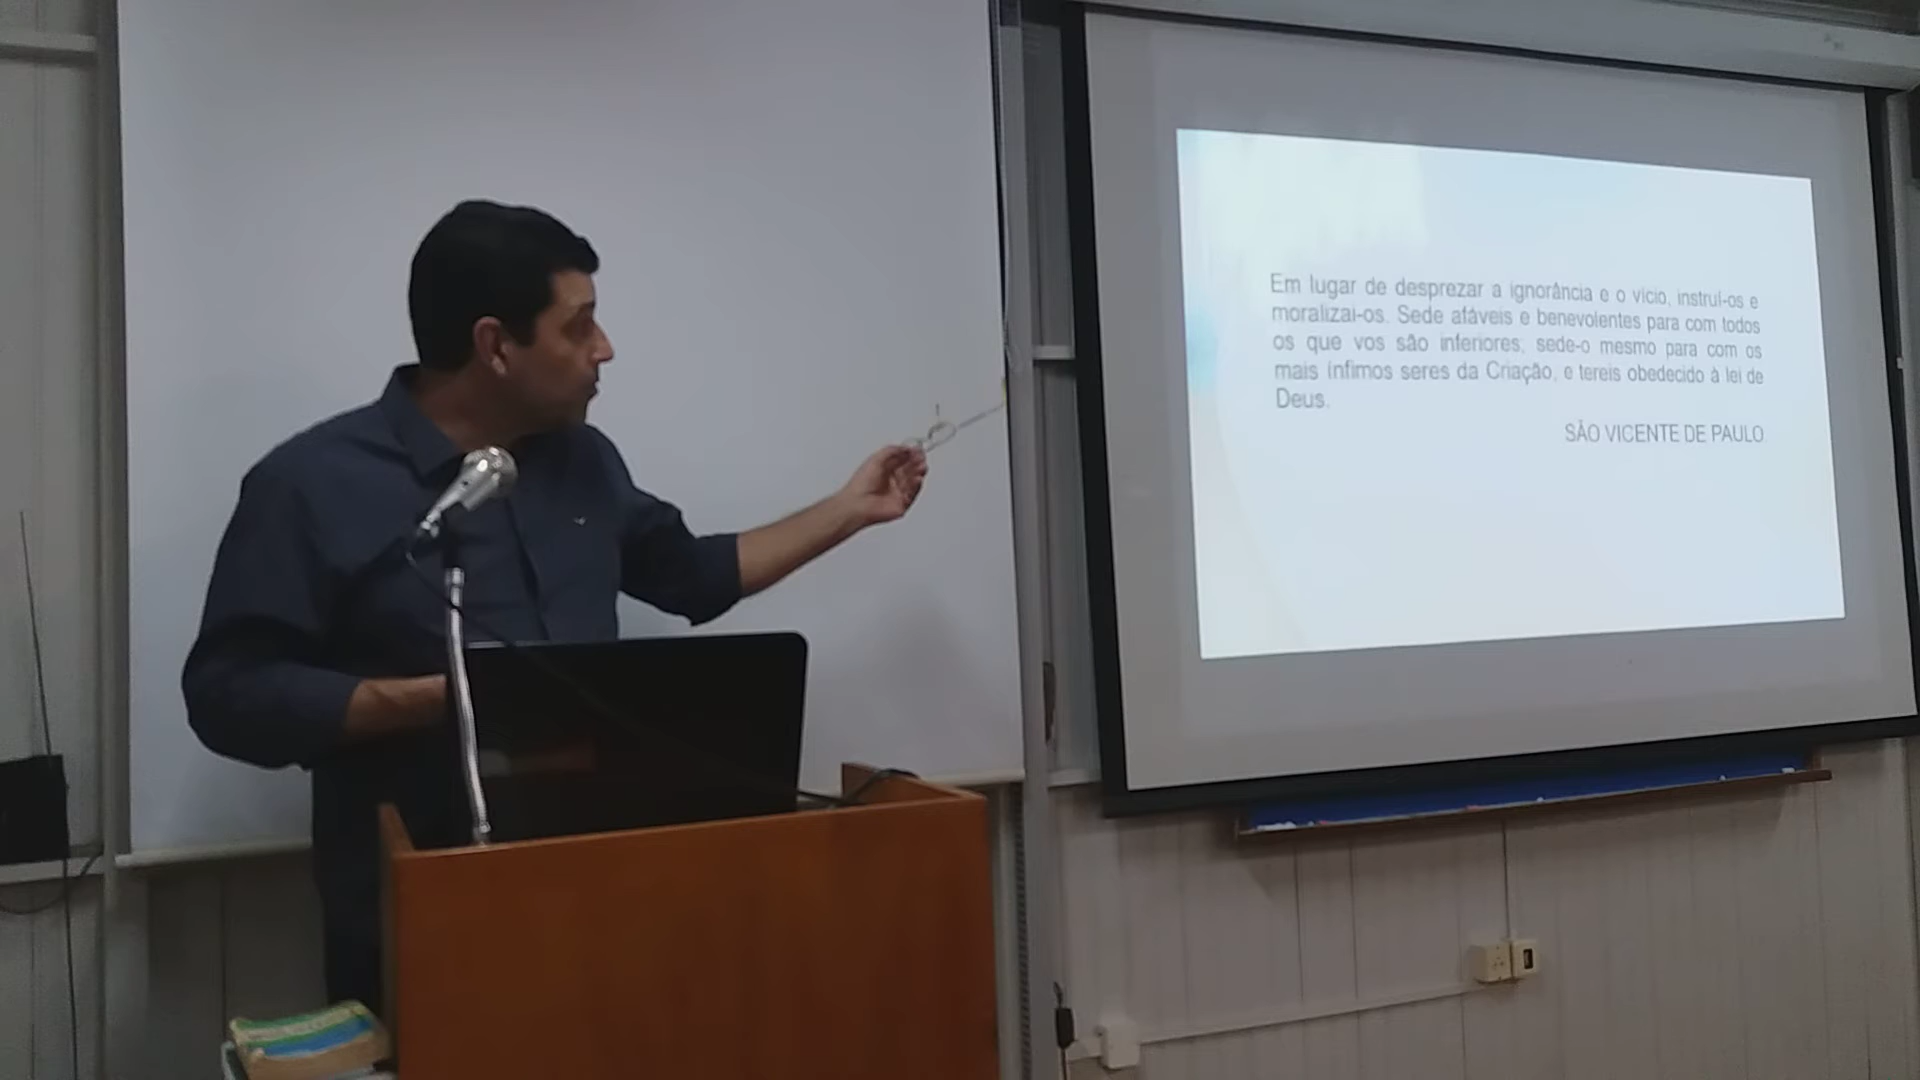 Em lugar de desprezar a ignorância e o vício, instruí-os e
moralizai-os. Sede afáveis e benevolentes para com todos
os que vos são inferiores; sede-o mesmo para com os
mais ínfimos seres da Criação, e tereis obedecido à lei de
Deus.
SÃO VICENTE DE PAULO